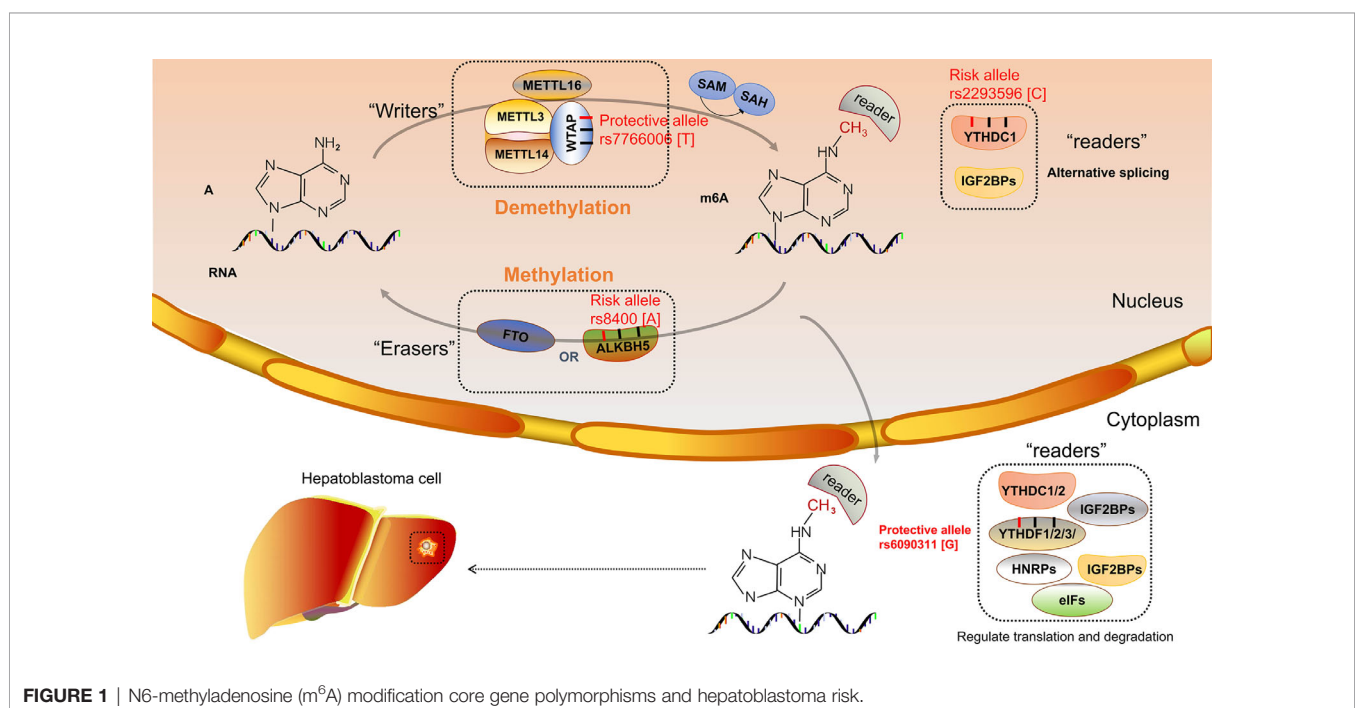 METTL16
"Writers"
METTL3
METTL14
WTAP
Protective allele
rs7766006 [T]
Demethylation
SAM
SAH
reader
CH3
HN
N
N
N
N
m6A
Risk allele
rs2293596 [C]
YTHDC1
IGF2BPs
"readers"
Alternative splicing
NH2
N
N
N
N
A
RNA
Methylation
Risk allele
rs8400 [A]
"Erasers"
FTO
OR
ALKBH5
Nucleus
Cytoplasm
"readers"
YTHDC1/2
IGF2BPs
YTHDF1/2/3/
HNRPs
IGF2BPs
eIFs
Regulate translation and degradation
Protective allele
rs6090311 [G]
reader
CH3
HN
N
N
N
N
Hepatoblastoma cell
FIGURE 1 | N6-methyladenosine (m6A) modification core gene polymorphisms and hepatoblastoma risk.